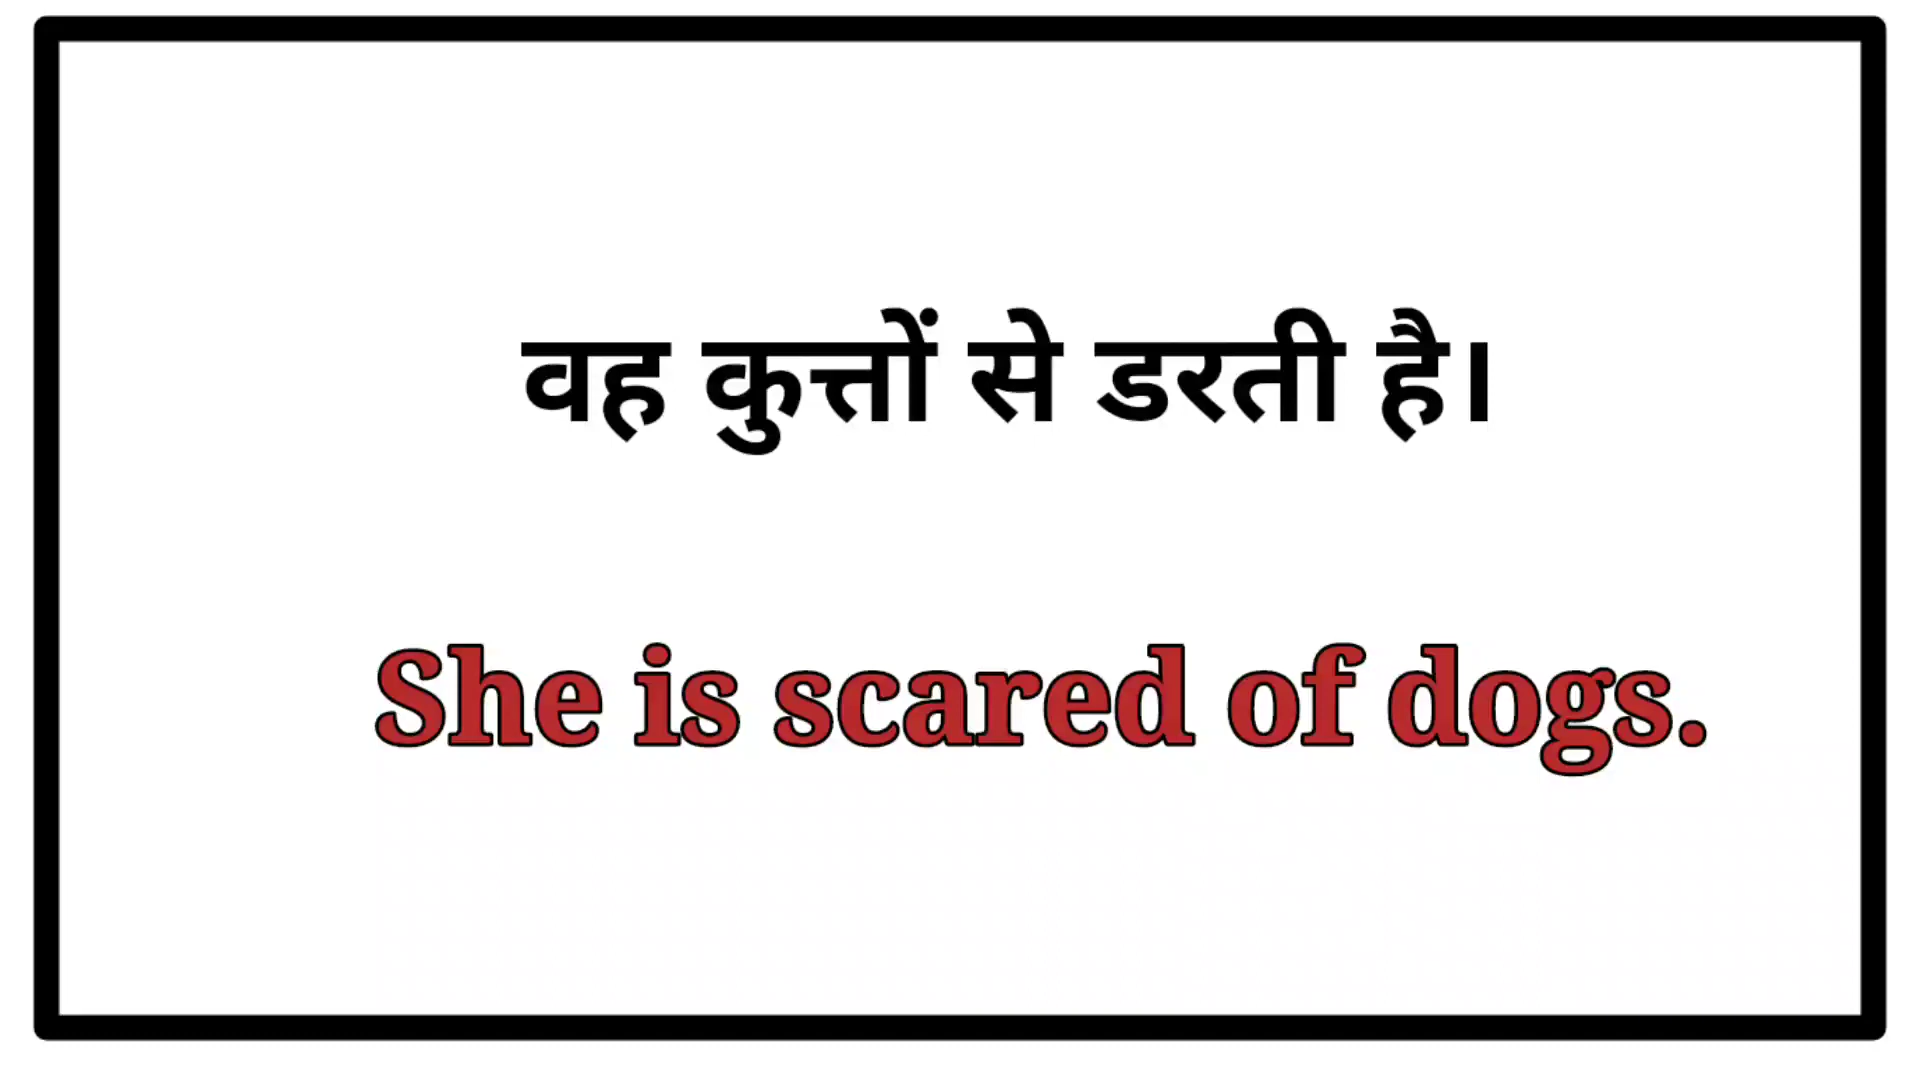 वह कुत्तों से डरती है।
She is scared of dogs.